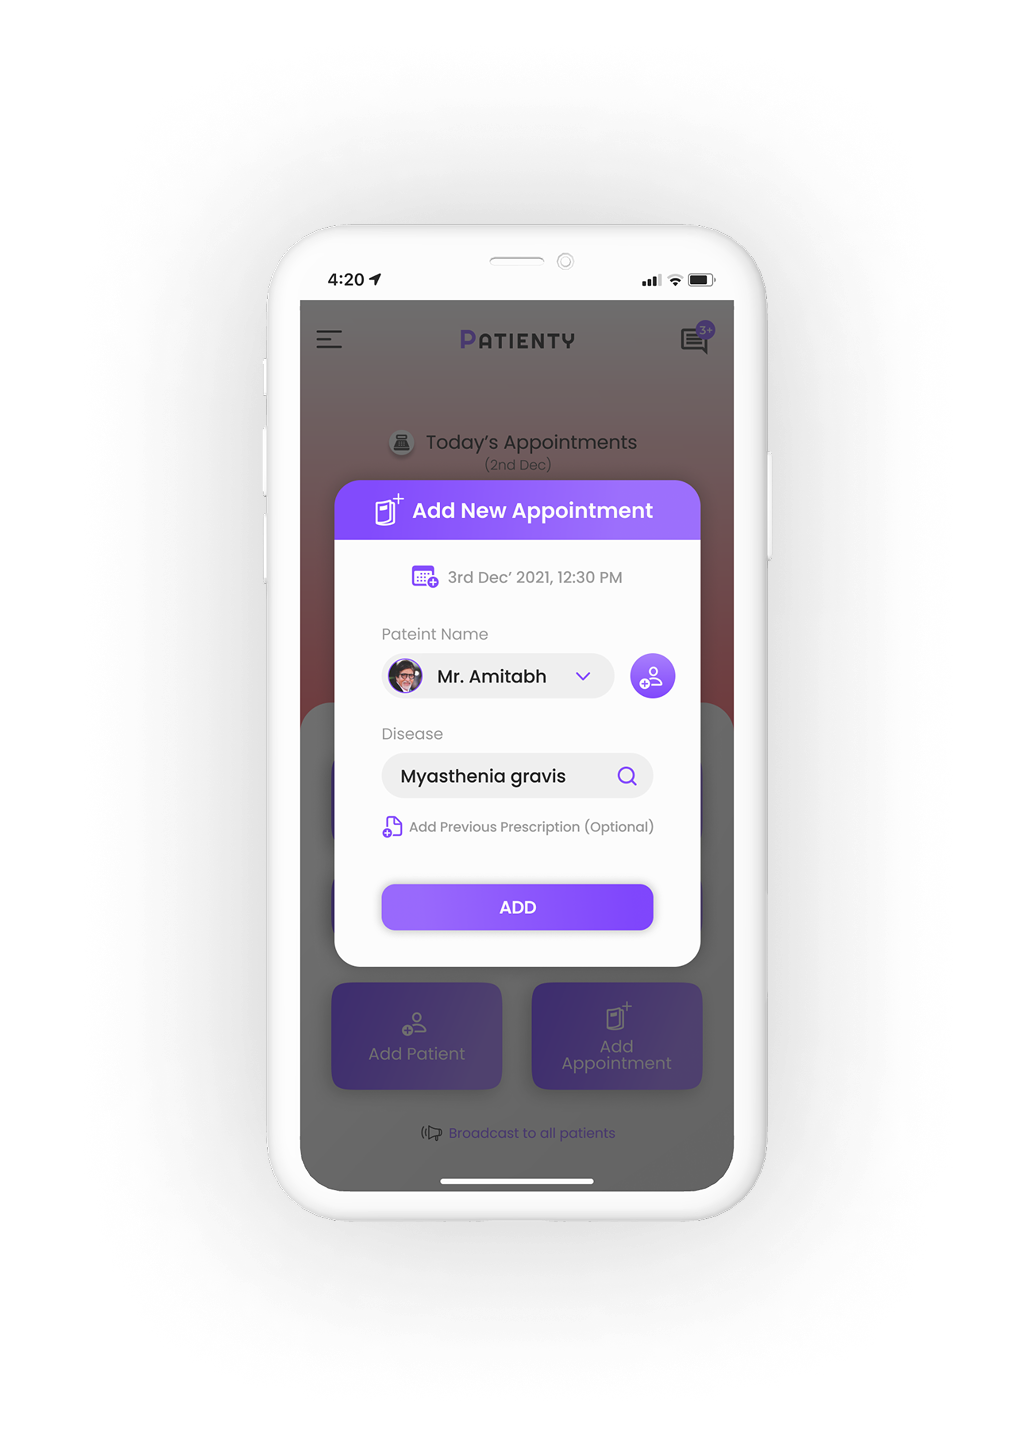 4:20
PATIENTY
3+
Today's Appointments
(2nd Dec)
Add New Appointment
3rd Dec' 2021, 12:30 PM
Pateint Name
Mr. Amitabh
Disease
Myasthenia gravis
Add Previous Prescription (Optional)
ADD
Add Patient
Add
Appointment
Broadcast to all patients